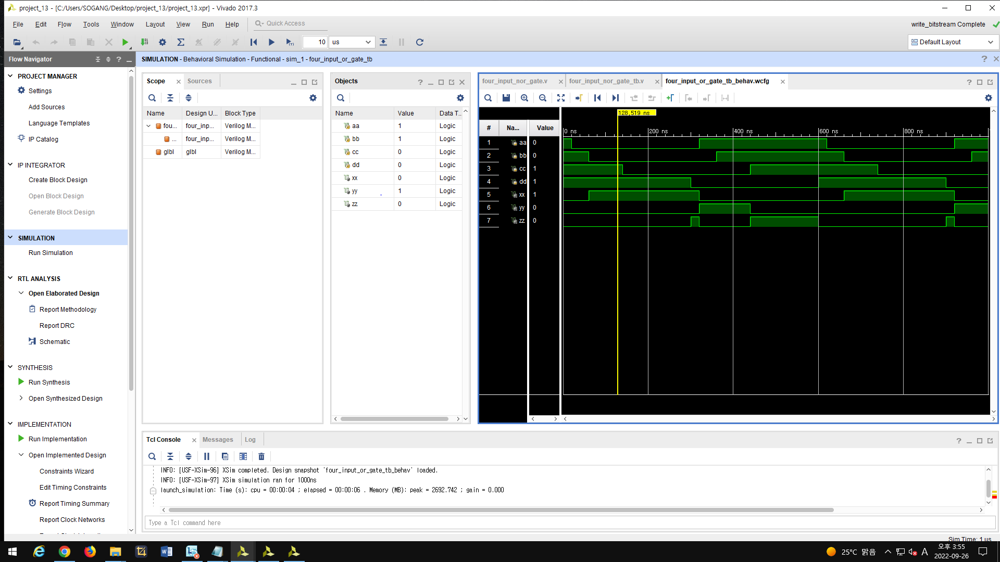 project_13 - [C:/Users/SOGANG/Desktop/project_13/project_13.xpr] - Vivado 2017.3
File Edit Flow Tools Window Layout View Run Help Quick Access
write_bitstream Complete
10 us
Default Layout
Flow Navigator
SIMULATION - Behavioral Simulation - Functional - sim_1 - four_input_or_gate_tb
PROJECT MANAGER
Settings
Add Sources
Language Templates
IP Catalog
IP INTEGRATOR
Create Block Design
Open Block Design
Generate Block Design
SIMULATION
Run Simulation
RTL ANALYSIS
Open Elaborated Design
Report Methodology
Report DRC
Schematic
SYNTHESIS
Run Synthesis
Open Synthesized Design
IMPLEMENTATION
Run Implementation
Open Implemented Design
Constraints Wizard
Edit Timing Constraints
Report Timing Summary
Report Clock Networks
Scope Sources
Name Design U... Block Type
fou... four_inp... Verilog M...
... four_inp... Verilog M...
glbl glbl Verilog M...
Objects
Name Value Data T...
aa 1 Logic
bb 1 Logic
cc 0 Logic
dd 0 Logic
xx 0 Logic
yy 1 Logic
zz 0 Logic
four_input_nor_gate.v four_input_nor_gate_tb.v four_input_or_gate_tb_behav.wcfg
128,519 ns
# Na... Value
0 ns 200 ns 400 ns 600 ns 800 ns
1 aa 0
2 bb 0
3 cc 1
4 dd 1
5 xx 1
6 yy 0
7 zz 0
Tcl Console Messages Log
INFO: [USF-XSim-96] XSim completed. Design snapshot 'four_input_or_gate_tb_behav' loaded.
INFO: [USF-XSim-97] XSim simulation ran for 1000ns
launch_simulation: Time (s): cpu = 00:00:04 ; elapsed = 00:00:06 . Memory (MB): peak = 2692.742 ; gain = 0.000
Type a Tcl command here
Sim Time: 1 us
25°C 맑음 A 오후 3:55
2022-09-26